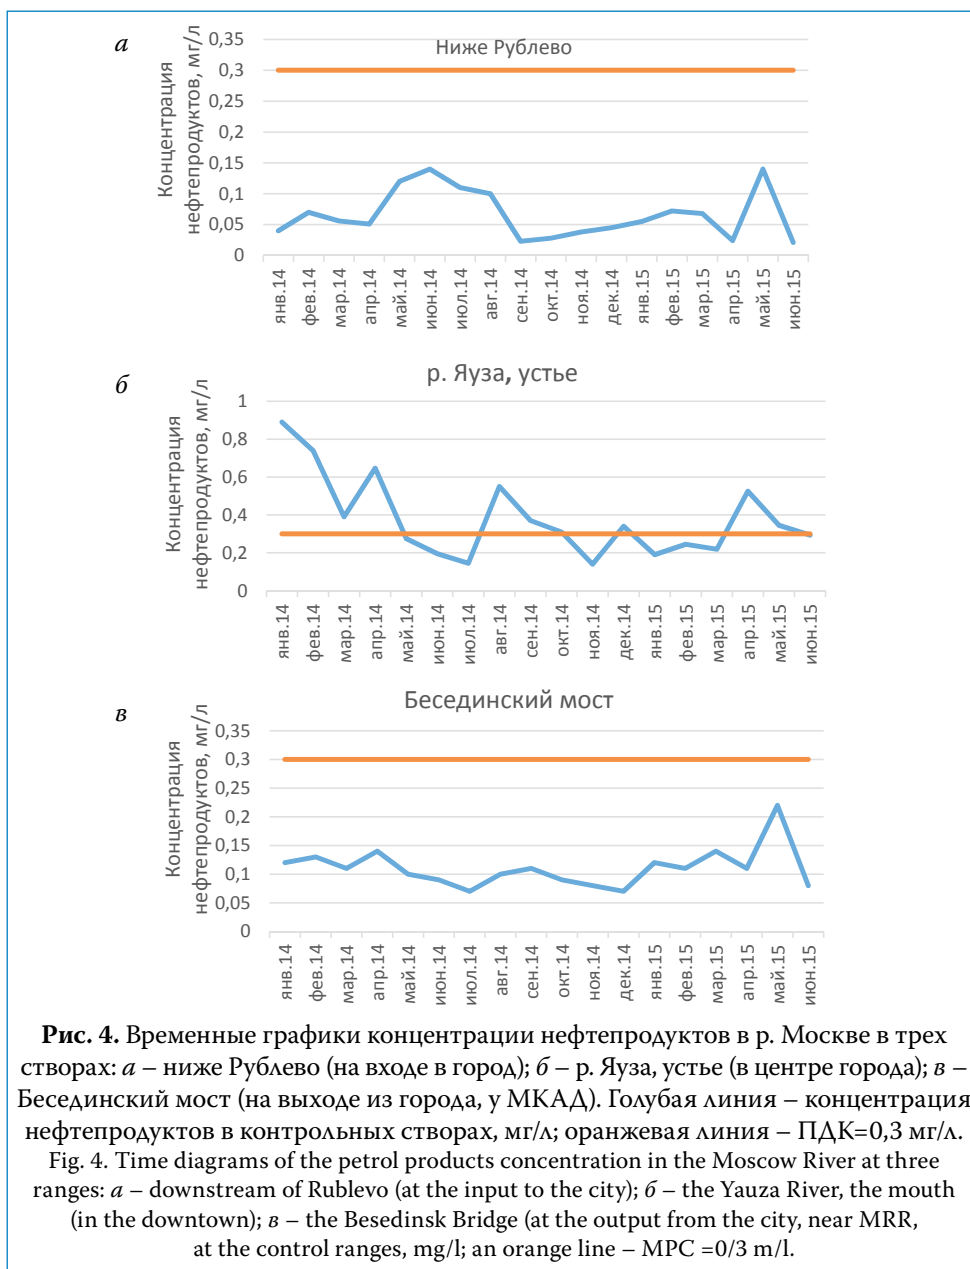 а
Ниже Рублево
Концентрация
нефтепродуктов, мг/л
0,35
0,3
0,25
0,2
0,15
0,1
0,05
0
янв.14
фев.14
мар.14
апр.14
май.14
июн.14
июл.14
авг.14
сен.14
окт.14
ноя.14
дек.14
янв.15
фев.15
мар.15
апр.15
май.15
июн.15
б
р. Яуза, устье
Концентрация
нефтепродуктов, мг/л
1
0,8
0,6
0,4
0,2
0
янв.14
фев.14
мар.14
апр.14
май.14
июн.14
июл.14
авг.14
сен.14
окт.14
ноя.14
дек.14
янв.15
фев.15
мар.15
апр.15
май.15
июн.15
в
Бесединский мост
Концентрация
нефтепродуктов, мг/л
0,35
0,3
0,25
0,2
0,15
0,1
0,05
0
янв.14
фев.14
мар.14
апр.14
май.14
июн.14
июл.14
авг.14
сен.14
окт.14
ноя.14
дек.14
янв.15
фев.15
мар.15
апр.15
май.15
июн.15
Рис. 4. Временные графики концентрации нефтепродуктов в р. Москве в трех
створах: а – ниже Рублево (на входе в город); б – р. Яуза, устье (в центре города); в –
Бесединский мост (на выходе из города, у МКАД). Голубая линия – концентрация
нефтепродуктов в контрольных створах, мг/л; оранжевая линия – ПДК=0,3 мг/л.
Fig. 4. Time diagrams of the petrol products concentration in the Moscow River at three
ranges: а – downstream of Rublevo (at the input to the city); б – the Yauza River, the mouth
(in the downtown); в – the Besedinsk Bridge (at the output from the city, near MRR,
at the control ranges, mg/l; an orange line – MPC =0/3 m/l.